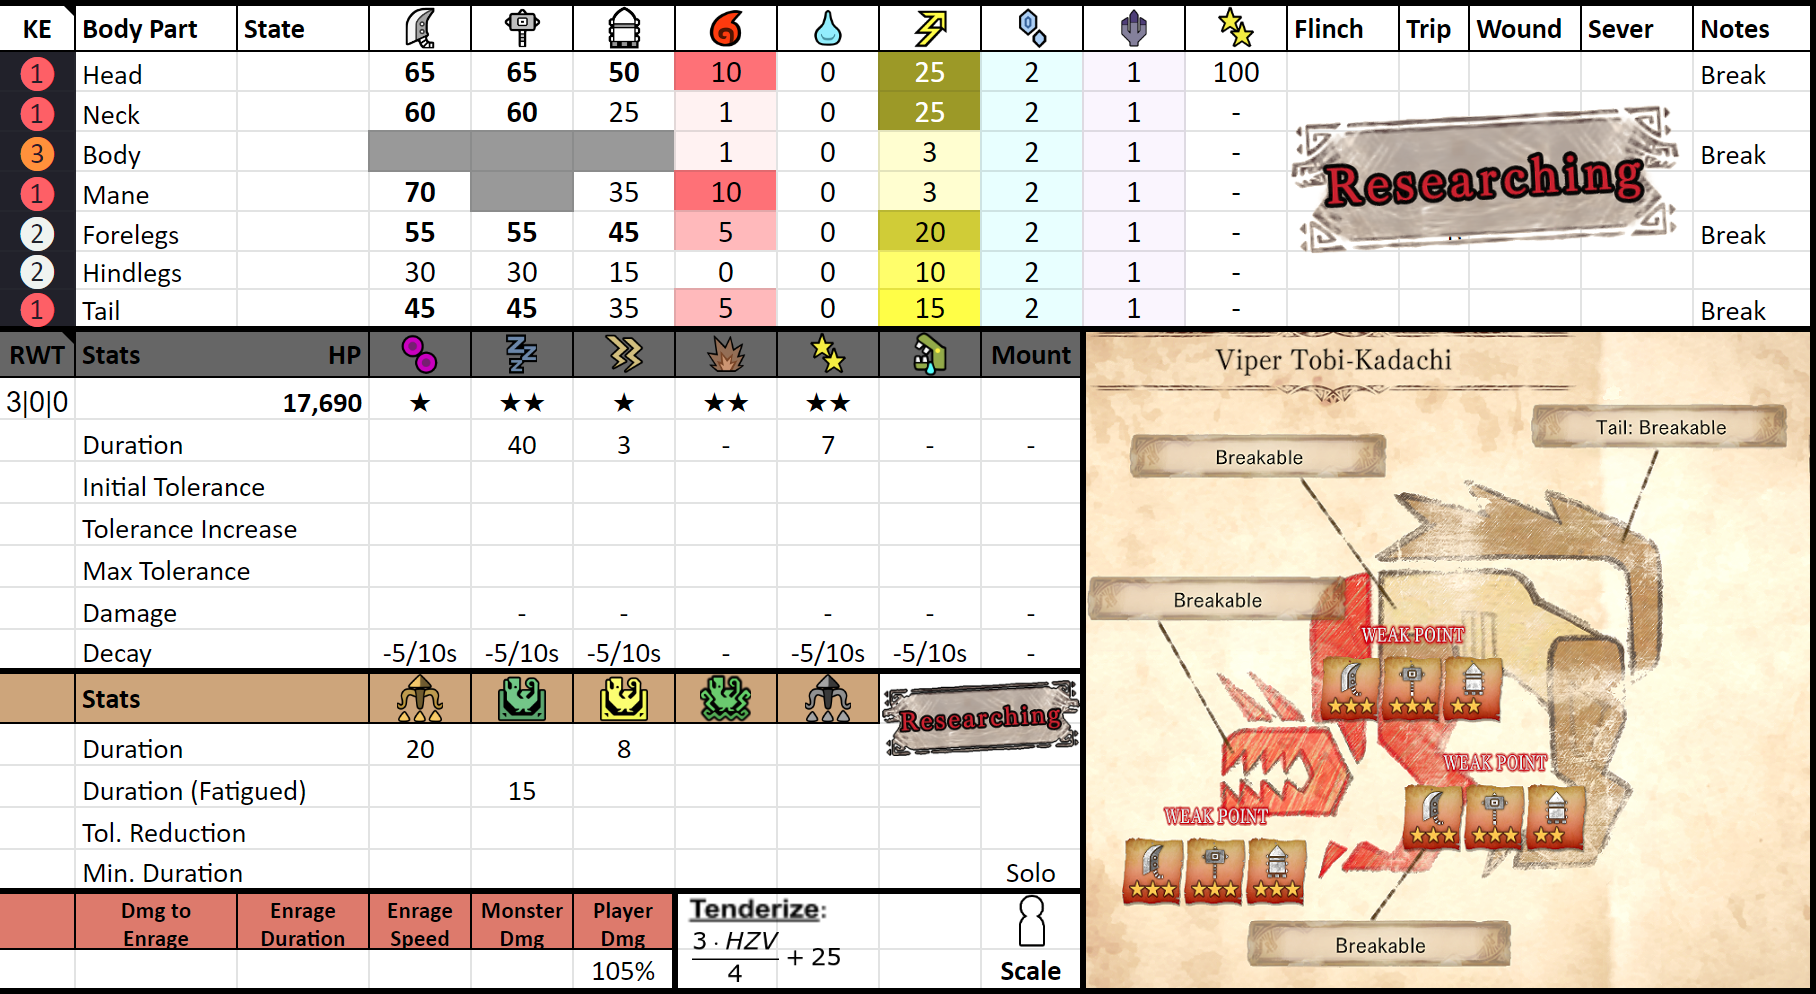 KE Body Part State Flinch Trip Wound Sever Notes
1 Head 65 65 50 10 0 25 2 1 100 Break
1 Neck 60 60 25 1 0 25 2 1 -
3 Body 1 0 3 2 1 - Break
1 Mane 70 35 10 0 3 2 1 -
2 Forelegs 55 55 45 5 0 20 2 1 - Break
2 Hindlegs 30 30 15 0 0 10 2 1 -
1 Tail 45 45 35 5 0 15 2 1 - Break
Researching
RWT Stats HP Mount
3|0|0 17,690 ★ ★★ ★ ★★ ★★
Duration 40 3 - 7 - -
Initial Tolerance
Tolerance Increase
Max Tolerance
Damage - - - - -
Decay -5/10s -5/10s -5/10s - -5/10s -5/10s -
Stats
Researching
Duration 20 8
Duration (Fatigued) 15
Tol. Reduction
Min. Duration Solo
Dmg to Enrage Enrage Duration Enrage Speed Monster Dmg Player Dmg
105%
Tenderize:
3 · HZV
4
+ 25
Scale
Viper Tobi-Kadachi
Tail: Breakable
Breakable
Breakable
WEAK POINT
★★★ ★★★ ★★
WEAK POINT
★★★ ★★★ ★★
WEAK POINT
★★★ ★★★ ★★★
Breakable